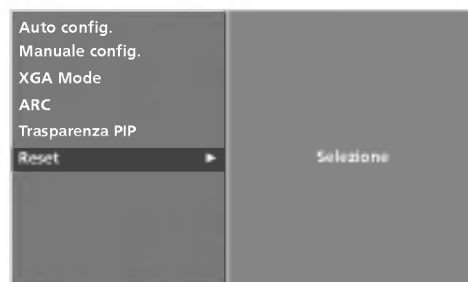 Auto config.
Manuale config.
XGA Mode
ARC
Trasparenza PIP
Reset ►
Selezione